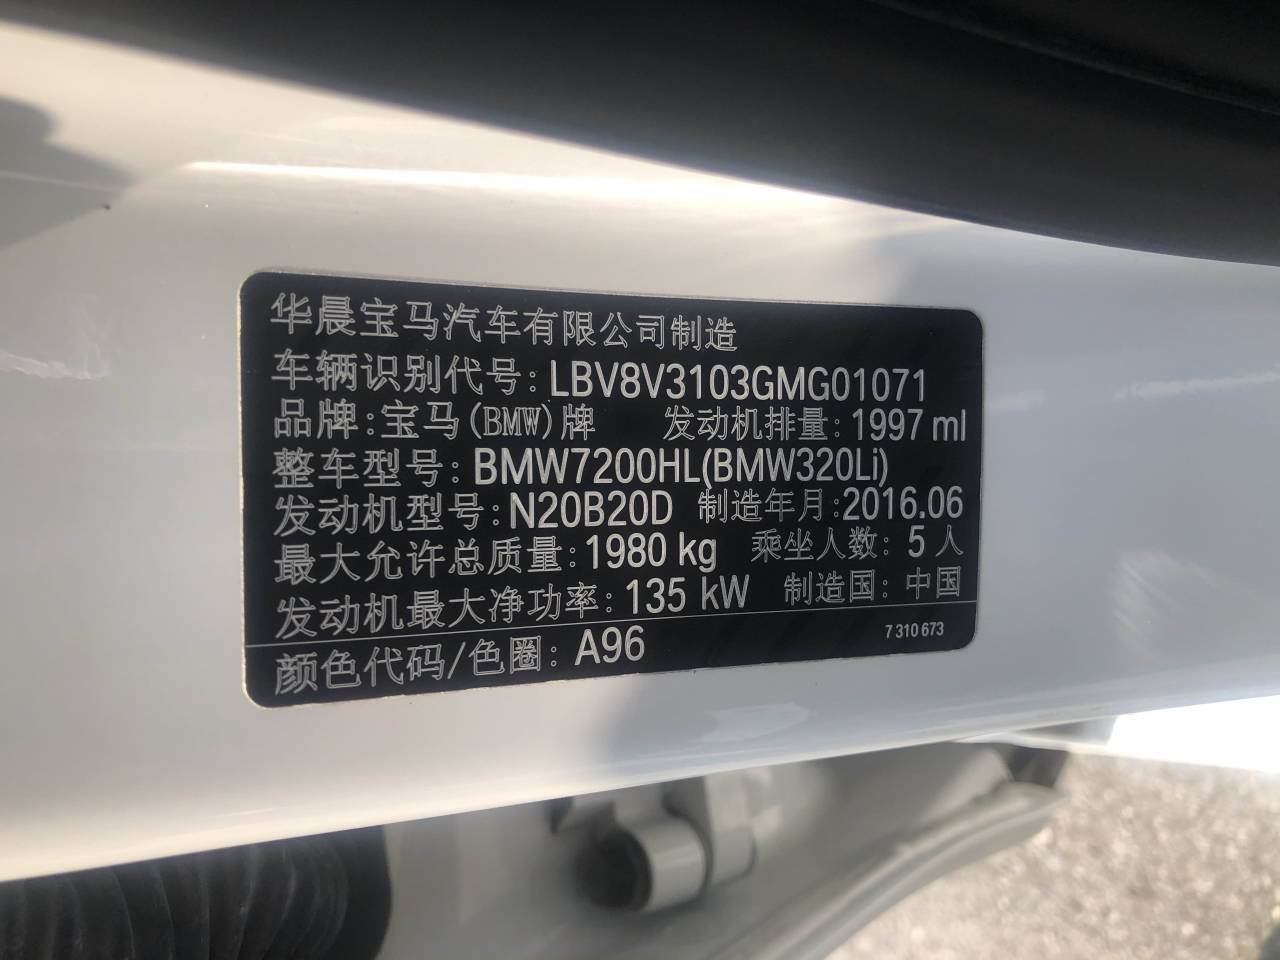 华晨宝马汽车有限公司制造
车辆识别代号: LBV8V3103GMG01071
品牌: 宝马(BMW)牌 发动机排量: 1997 ml
整车型号: BMW7200HL(BMW320Li)
发动机型号: N20B20D 制造年月: 2016.06
最大允许总质量: 1980 kg 乘坐人数: 5 人
发动机最大净功率: 135 kW 制造国: 中国
颜色代码/色圈: A96 7 310 673